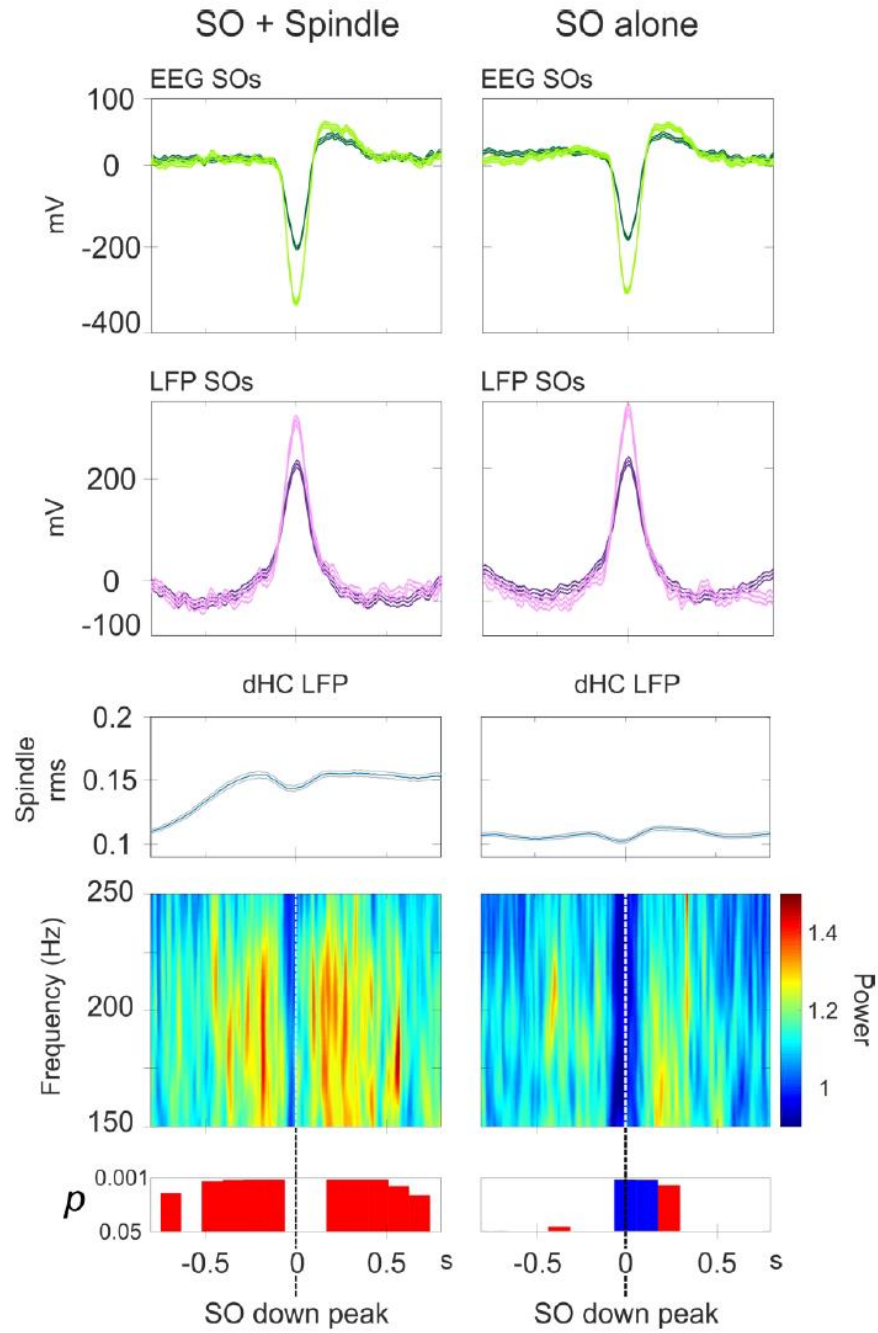 SO + Spindle SO alone
EEG SOs EEG SOs
100
0
-200
-400
mV
LFP SOs LFP SOs
200
0
-100
mV
dHC LFP dHC LFP
0.2
0.15
0.1
Spindle
rms
250
200
150
Frequency (Hz)
1.4
1.2
1
Power
0.001
p
0.05
-0.5 0 0.5 s -0.5 0 0.5 s
SO down peak SO down peak